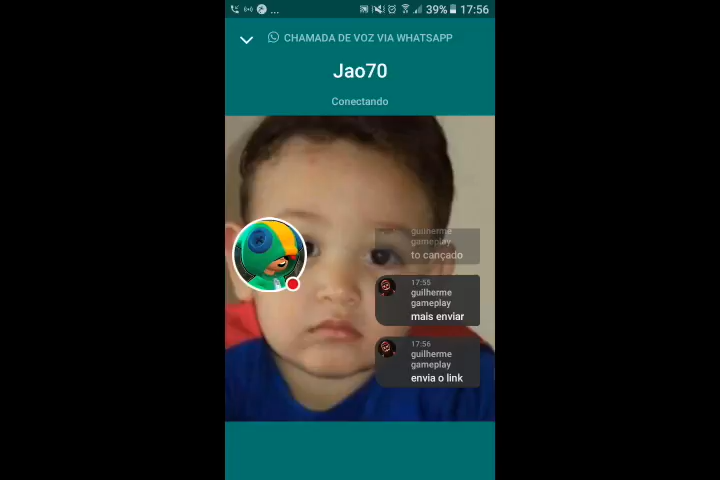 ... 39% 17:56
CHAMADA DE VOZ VIA WHATSAPP
Jao70
Conectando
guilherme
gameplay
to cançado
17:55
guilherme
gameplay
mais enviar
17:56
guilherme
gameplay
envia o link